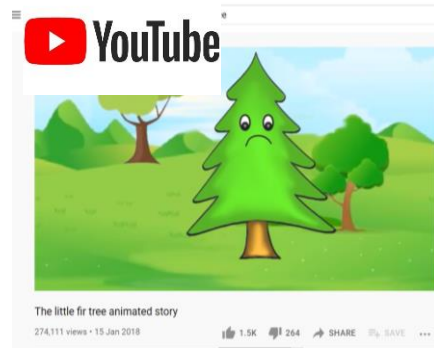 YouTube
e
The little fir tree animated story
274,111 views • 15 Jan 2018
1.5K 264 SHARE SAVE